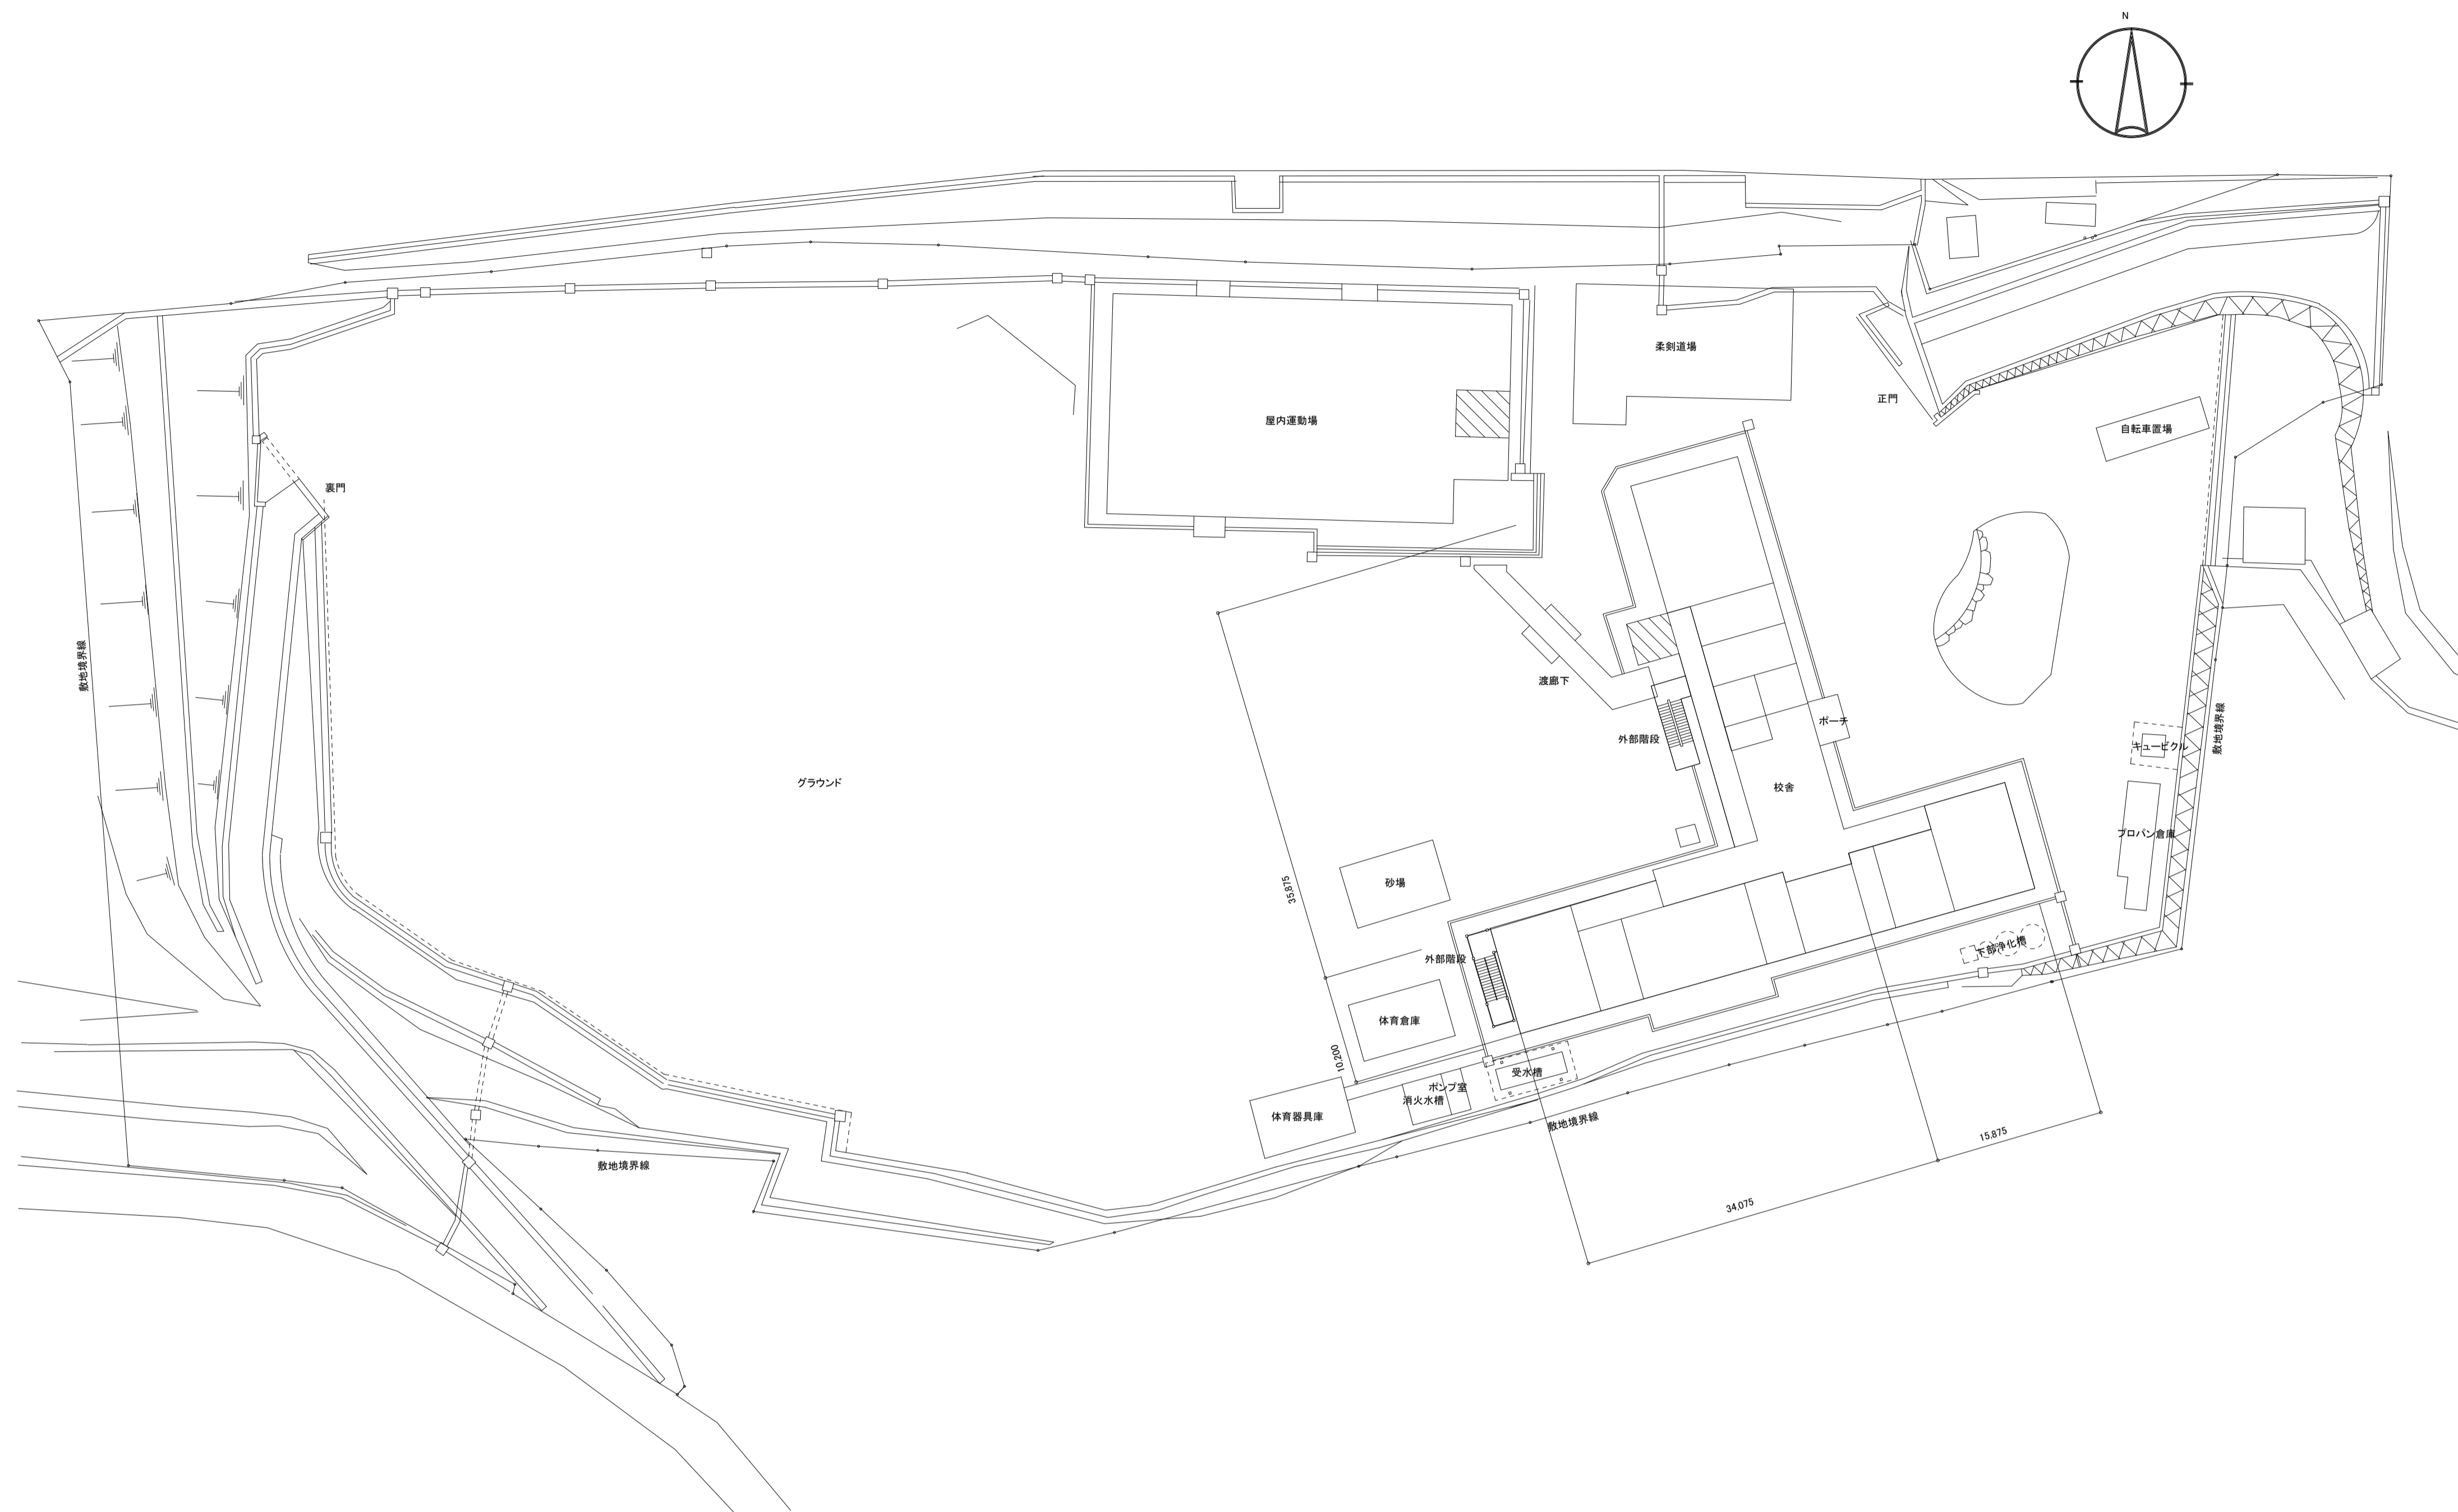 N
柔剣道場
正門
屋内運動場
自転車置場
裏門
敷地境界線
渡廊下
ポーチ
外部階段
敷地境界線
キュービクル
グラウンド
校舎
プロパン倉庫
砂場
35,875
下部浄化槽
外部階段
体育倉庫
10,200
受水槽
ポンプ室
消火水槽
体育器具庫
敷地境界線
15,875
敷地境界線
34,075